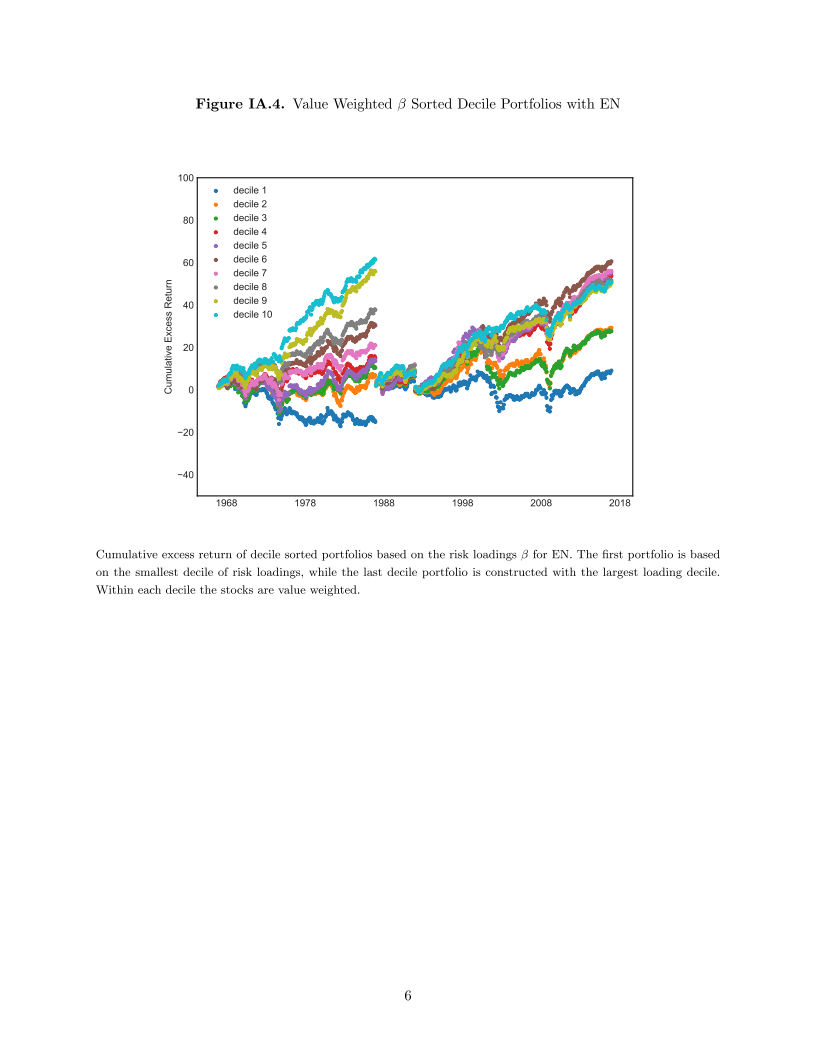 Figure IA.4. Value Weighted β Sorted Decile Portfolios with EN
100
80
60
40
20
0
−20
−40
Cumulative Excess Return
decile 1
decile 2
decile 3
decile 4
decile 5
decile 6
decile 7
decile 8
decile 9
decile 10
1968 1978 1988 1998 2008 2018
Cumulative excess return of decile sorted portfolios based on the risk loadings β for EN. The first portfolio is based
on the smallest decile of risk loadings, while the last decile portfolio is constructed with the largest loading decile.
Within each decile the stocks are value weighted.
6